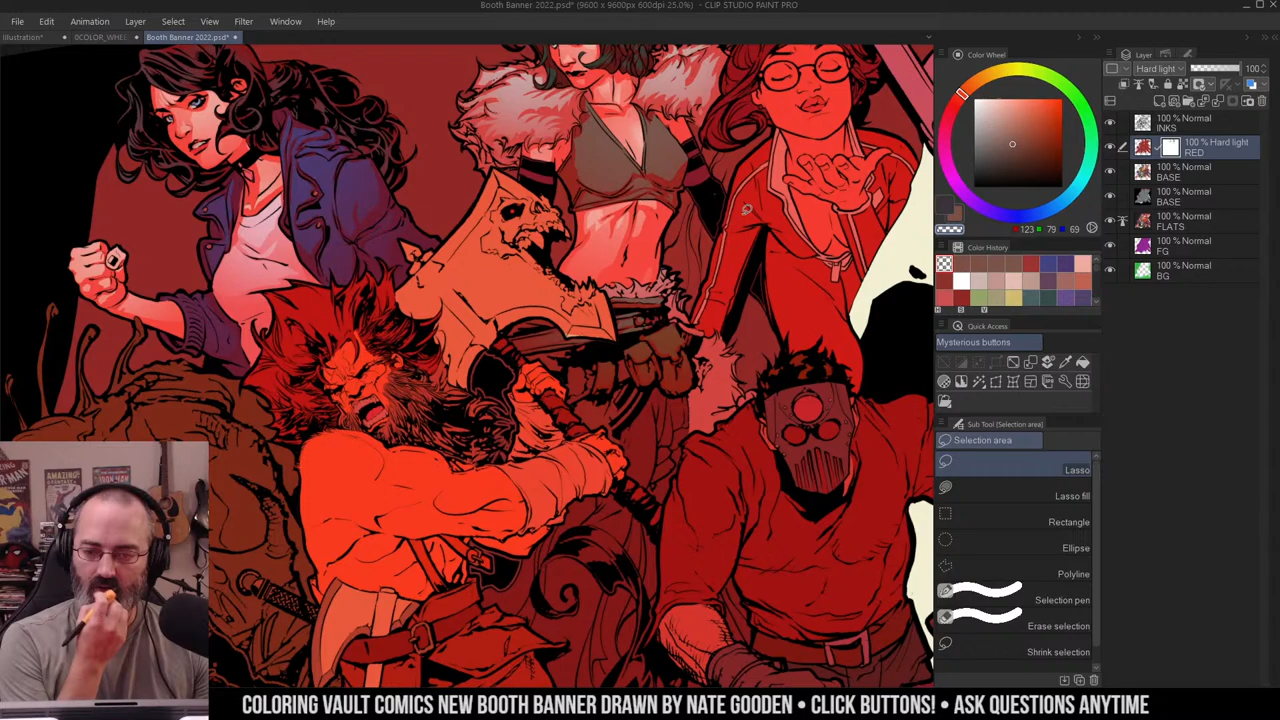 Booth Banner 2022.psd* (9600 x 9600px 600dpi 25.0%) - CLIP STUDIO PAINT PRO
File Edit Animation Layer Select View Filter Window Help
Illustration* 0COLOR_WHEE Booth Banner 2022.psd*
Color Wheel
123 79 69
Color History
H S V
Quick Access
Mysterious buttons
Sub Tool [Selection area]
Selection area
Lasso
Lasso fill
Rectangle
Ellipse
Polyline
Selection pen
Erase selection
Shrink selection
Layer
Hard light 100
100 % Normal
INKS
100 % Hard light
RED
100 % Normal
BASE
100 % Normal
BASE
100 % Normal
FLATS
100 % Normal
FG
100 % Normal
BG
AMAZING
IRON MAN
COLORING VAULT COMICS NEW BOOTH BANNER DRAWN BY NATE GOODEN • CLICK BUTTONS! • ASK QUESTIONS ANYTIME